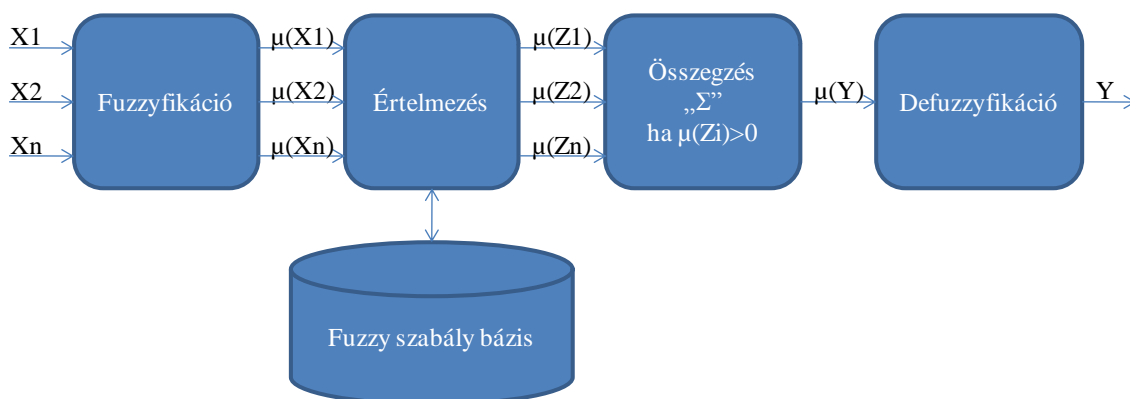 X1
X2
Xn
Fuzzyfikáció
μ(X1)
μ(X2)
μ(Xn)
Értelmezés
μ(Z1)
μ(Z2)
μ(Zn)
Összegzés
„Σ”
ha μ(Zi)>0
μ(Y)
Defuzzyfikáció
Y
Fuzzy szabály bázis